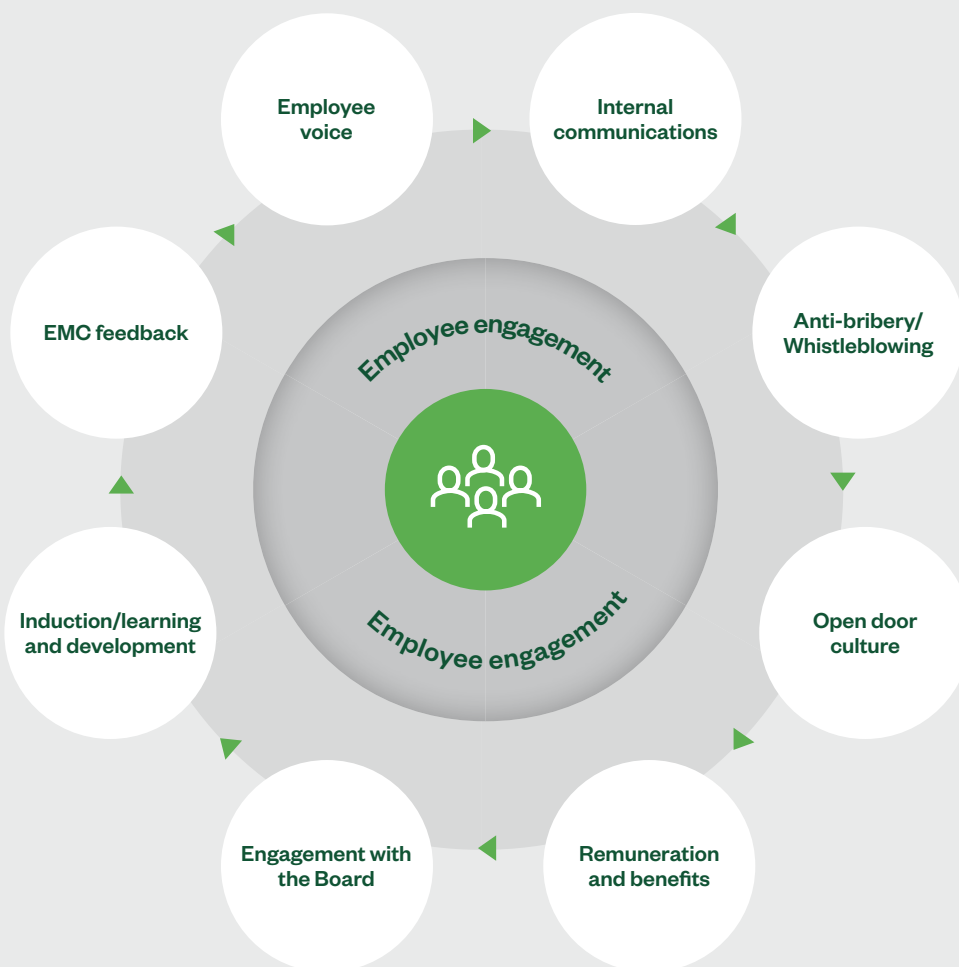 Employee
voice
Internal
communications
EMC feedback
Anti-bribery/
Whistleblowing
Employee engagement
Employee engagement
Induction/learning
and development
Open door
culture
Engagement with
the Board
Remuneration
and benefits